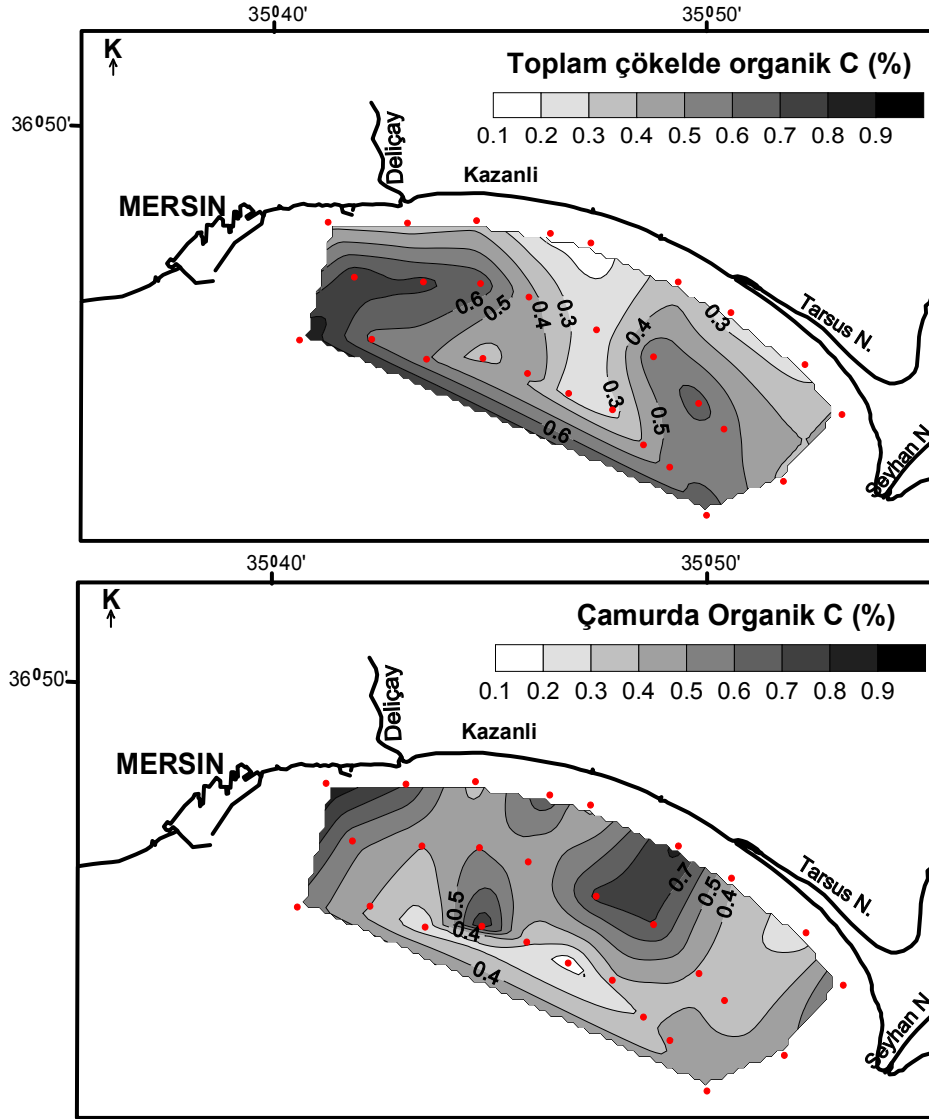 35⁰40' 35⁰50'
K
Toplam çökelde organik C (%)
0.1 0.2 0.3 0.4 0.5 0.6 0.7 0.8 0.9
36⁰50'
Deliçay
Kazanli
MERSIN
0.6 0.5 0.4 0.3 0.4 0.3
Tarsus N.
0.3 0.5
0.6
Seyhan N
35⁰40' 35⁰50'
K
Çamurda Organik C (%)
0.1 0.2 0.3 0.4 0.5 0.6 0.7 0.8 0.9
36⁰50'
Deliçay
Kazanli
MERSIN
0.7 0.5 0.4
Tarsus N.
0.5
0.4
0.4
Seyhan N